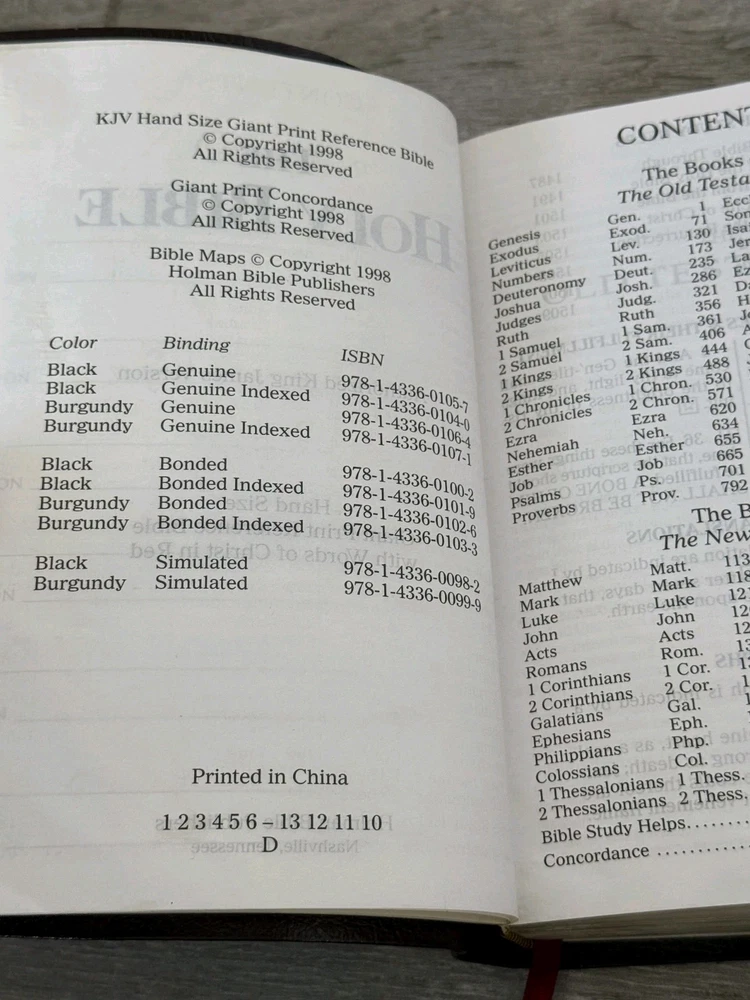 KJV Hand Size Giant Print Reference Bible
© Copyright 1998
All Rights Reserved
Giant Print Concordance
© Copyright 1998
All Rights Reserved
Bible Maps © Copyright 1998
Holman Bible Publishers
All Rights Reserved
Color Binding ISBN
Black Genuine 978-1-4336-0105-7
Black Genuine Indexed 978-1-4336-0104-0
Burgundy Genuine 978-1-4336-0106-4
Burgundy Genuine Indexed 978-1-4336-0107-1
Black Bonded 978-1-4336-0100-2
Black Bonded Indexed 978-1-4336-0101-9
Burgundy Bonded 978-1-4336-0102-6
Burgundy Bonded Indexed 978-1-4336-0103-3
Black Simulated 978-1-4336-0098-2
Burgundy Simulated 978-1-4336-0099-9
Printed in China
1 2 3 4 5 6 – 13 12 11 10
D
CONTENT
The Books
The Old Testa
Genesis Gen. 1
Exodus Exod. 71
Leviticus Lev. 130
Numbers Num. 173
Deuteronomy Deut. 235
Joshua Josh. 286
Judges Judg. 321
Ruth Ruth 356
1 Samuel 1 Sam. 361
2 Samuel 2 Sam. 406
1 Kings 1 Kings 444
2 Kings 2 Kings 488
1 Chronicles 1 Chron. 530
2 Chronicles 2 Chron. 571
Ezra Ezra 620
Nehemiah Neh. 634
Esther Esther 655
Job Job 665
Psalms Ps. 701
Proverbs Prov. 792
The B
The New
Matthew Matt. 113
Mark Mark 118
Luke Luke 121
John John 12
Acts Acts 12
Romans Rom. 13
1 Corinthians 1 Cor.
2 Corinthians 2 Cor.
Galatians Gal.
Ephesians Eph.
Philippians Php.
Colossians Col.
1 Thessalonians 1 Thess.
2 Thessalonians 2 Thess.
Bible Study Helps........
Concordance ...........